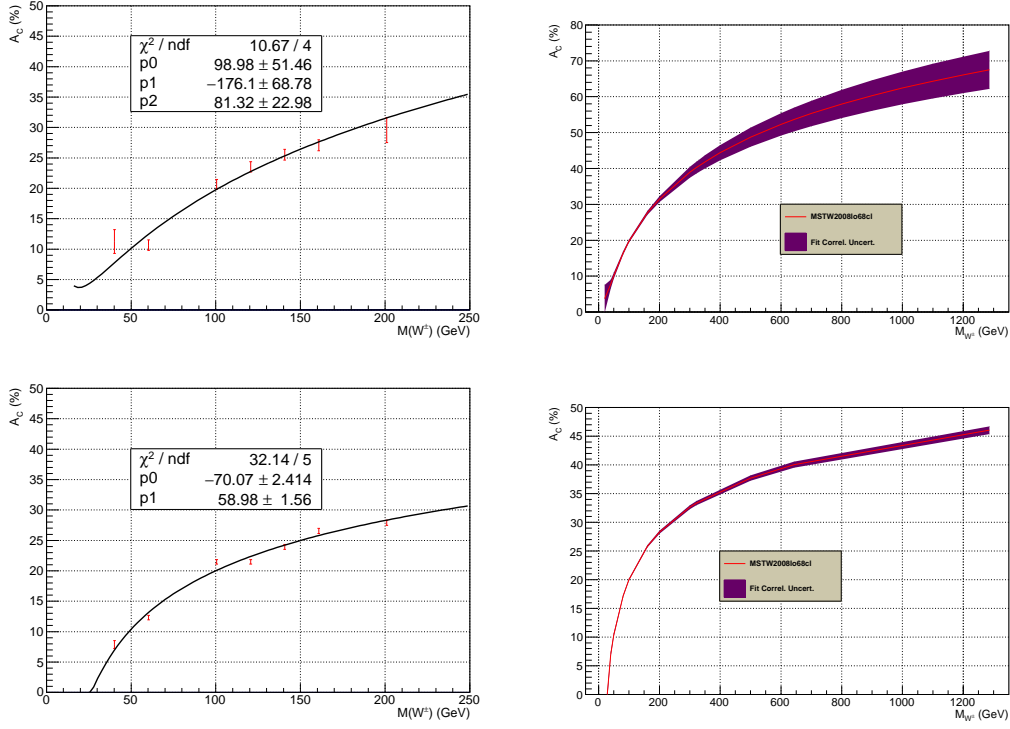 A_C (%)
50
45
40
35
30
25
20
15
10
5
0
χ² / ndf 10.67 / 4
p0 98.98 ± 51.46
p1 −176.1 ± 68.78
p2 81.32 ± 22.98
50 100 150 200 250
M(W±) (GeV)
A_C (%)
80
70
60
50
40
30
20
10
0
MSTW2008lo68cl
Fit Correl. Uncert.
0 200 400 600 800 1000 1200
M_W± (GeV)
A_C (%)
50
45
40
35
30
25
20
15
10
5
0
χ² / ndf 32.14 / 5
p0 −70.07 ± 2.414
p1 58.98 ± 1.56
50 100 150 200 250
M(W±) (GeV)
A_C (%)
50
45
40
35
30
25
20
15
10
5
0
MSTW2008lo68cl
Fit Correl. Uncert.
0 200 400 600 800 1000 1200
M_W± (GeV)